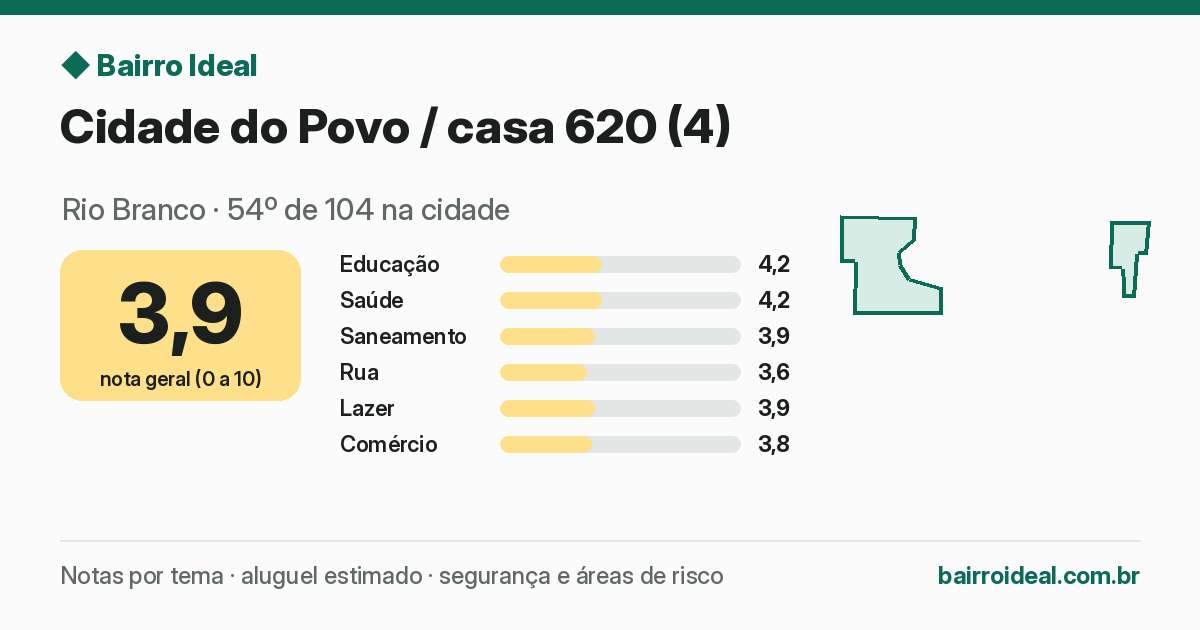 Bairro Ideal
Cidade do Povo / casa 620 (4)
Rio Branco · 54º de 104 na cidade
3,9
nota geral (0 a 10)
Educação 4,2
Saúde 4,2
Saneamento 3,9
Rua 3,6
Lazer 3,9
Comércio 3,8
Notas por tema · aluguel estimado · segurança e áreas de risco
bairroideal.com.br